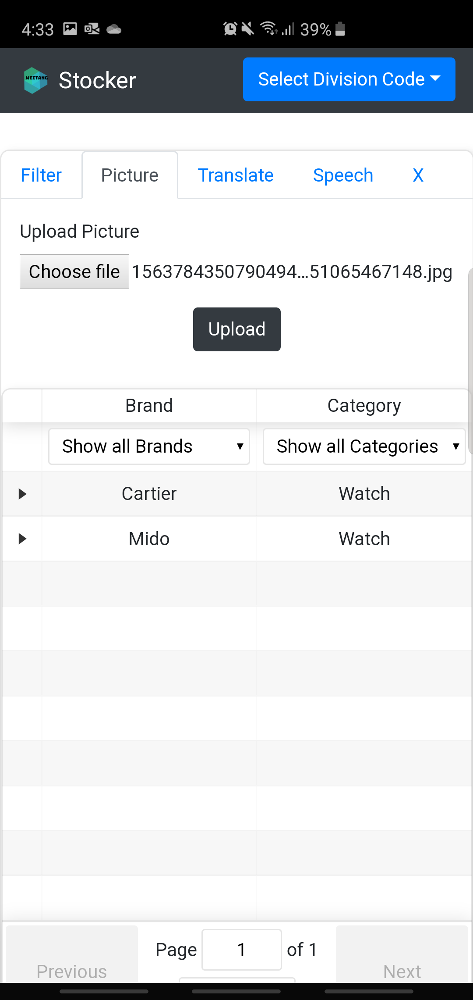 4:33 39%
WEITANG Stocker Select Division Code
Filter Picture Translate Speech X
Upload Picture
Choose file 1563784350790494...51065467148.jpg
Upload
Brand Category
Show all Brands Show all Categories
Cartier Watch
Mido Watch
Page 1 of 1
Previous Next